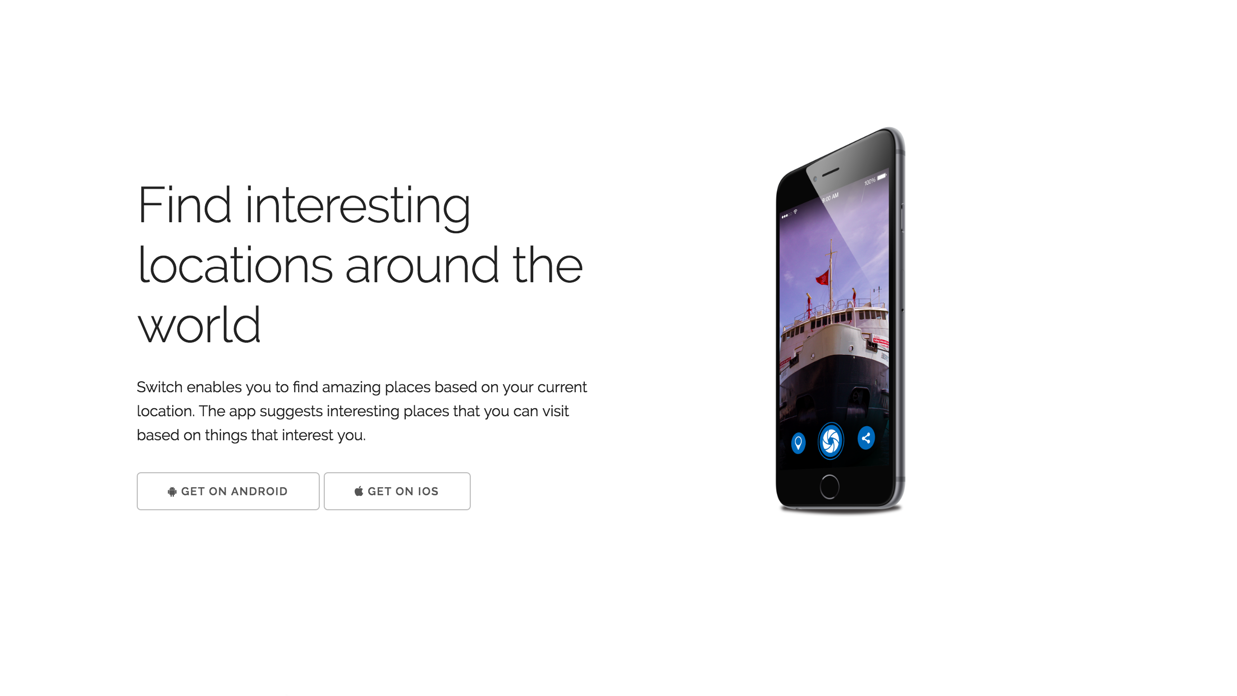 Find interesting
locations around the
world
Switch enables you to find amazing places based on your current
location. The app suggests interesting places that you can visit
based on things that interest you.
GET ON ANDROID
GET ON IOS
100%